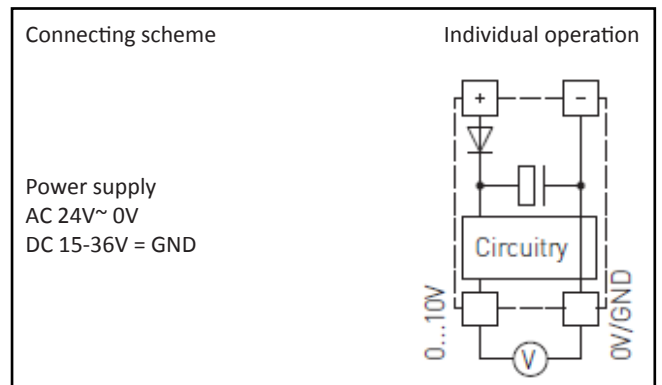 Connecting scheme
Individual operation
+
−
Power supply
AC 24V~ 0V
DC 15-36V = GND
Circuitry
0...10V
0V/GND
V